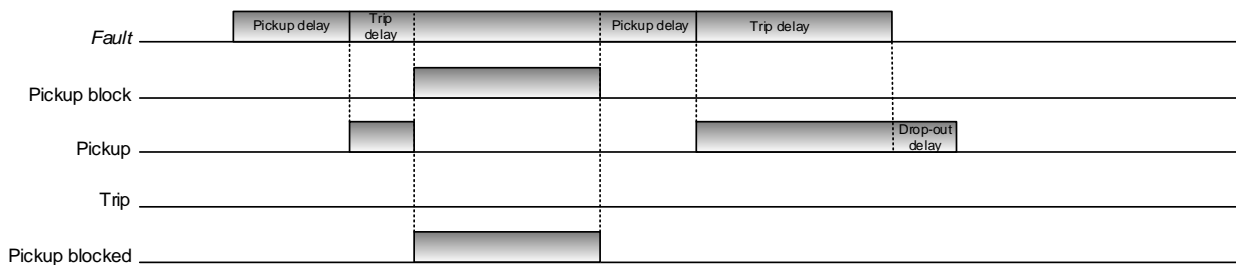 Fault
Pickup delay
Trip
delay
Pickup delay
Trip delay
Pickup block
Pickup
Drop-out
delay
Trip
Pickup blocked